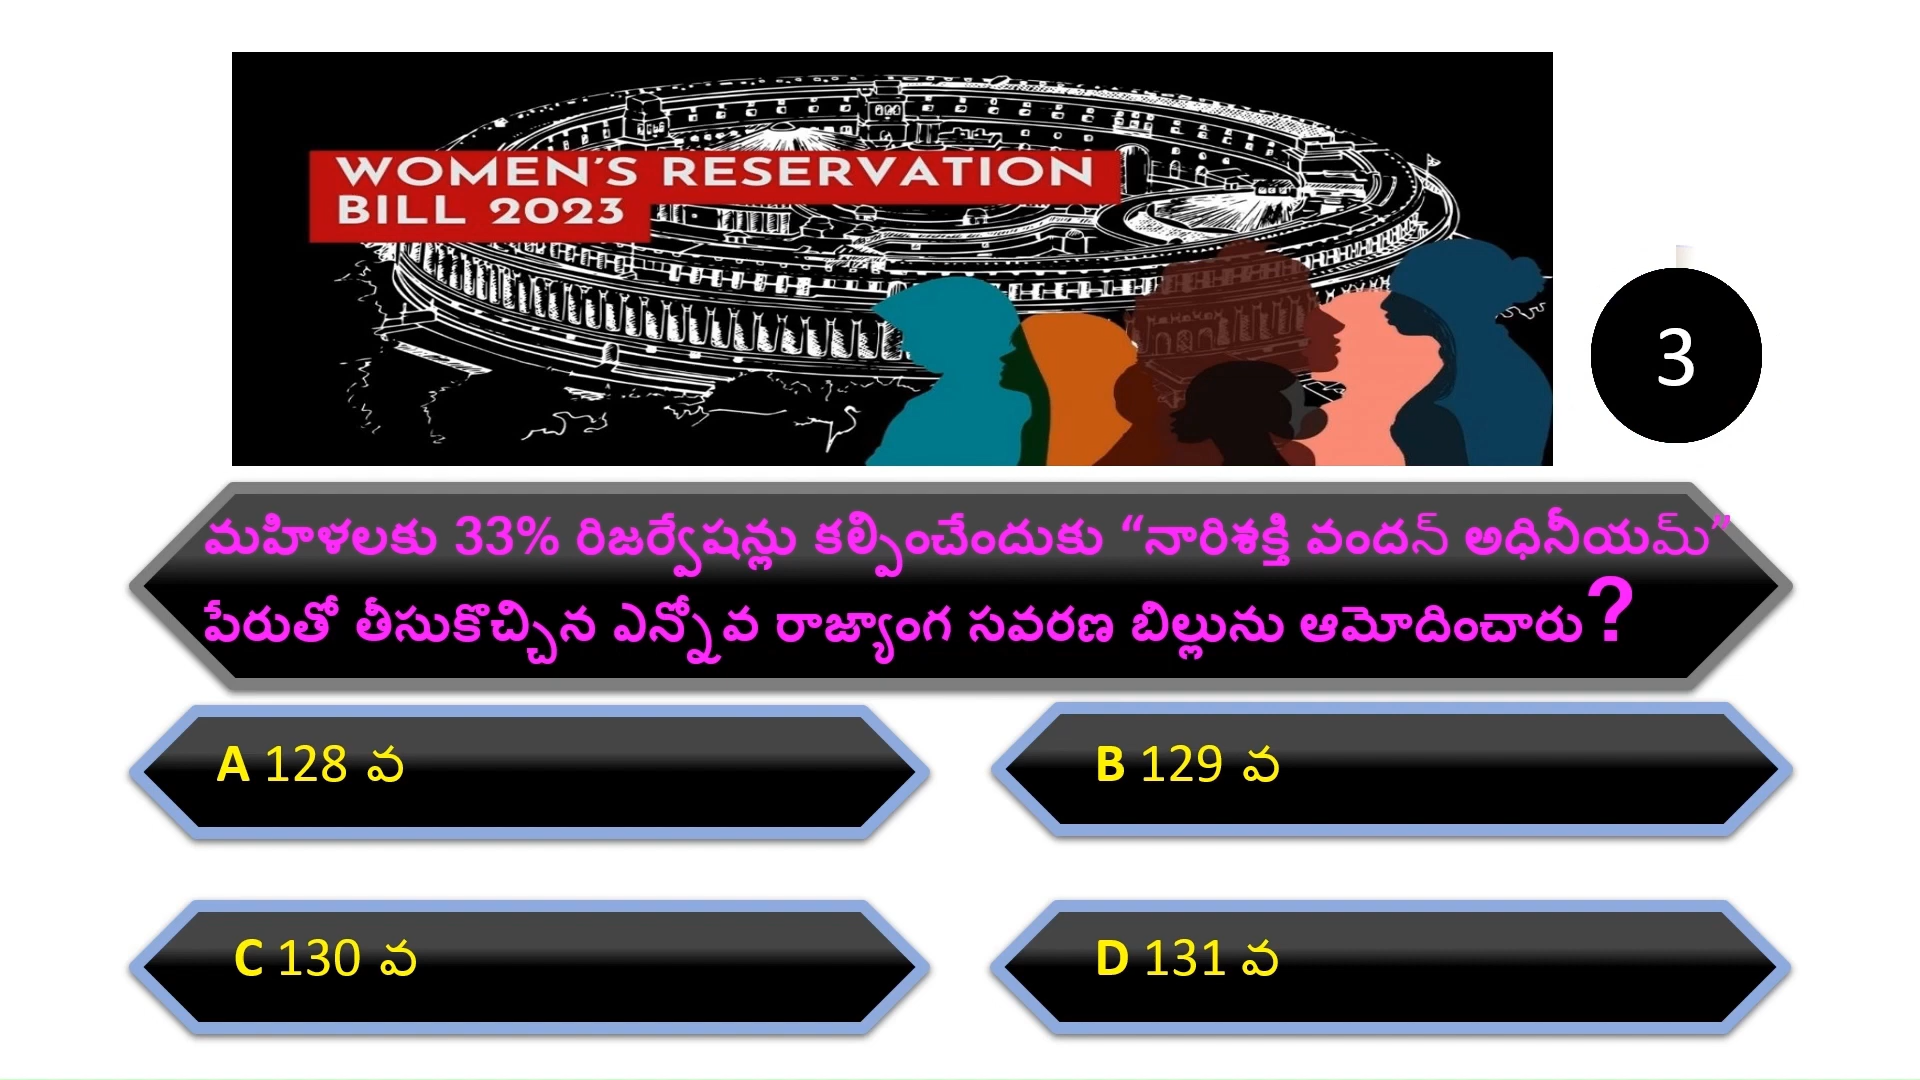 WOMEN'S RESERVATION
BILL 2023
3
మహిళలకు 33% రిజర్వేషన్లు కల్పించేందుకు “నారిశక్తి వందన్ అధినీయమ్”
పేరుతో తీసుకొచ్చిన ఎన్నోవ రాజ్యాంగ సవరణ బిల్లును ఆమోదించారు?
A 128 వ
B 129 వ
C 130 వ
D 131 వ